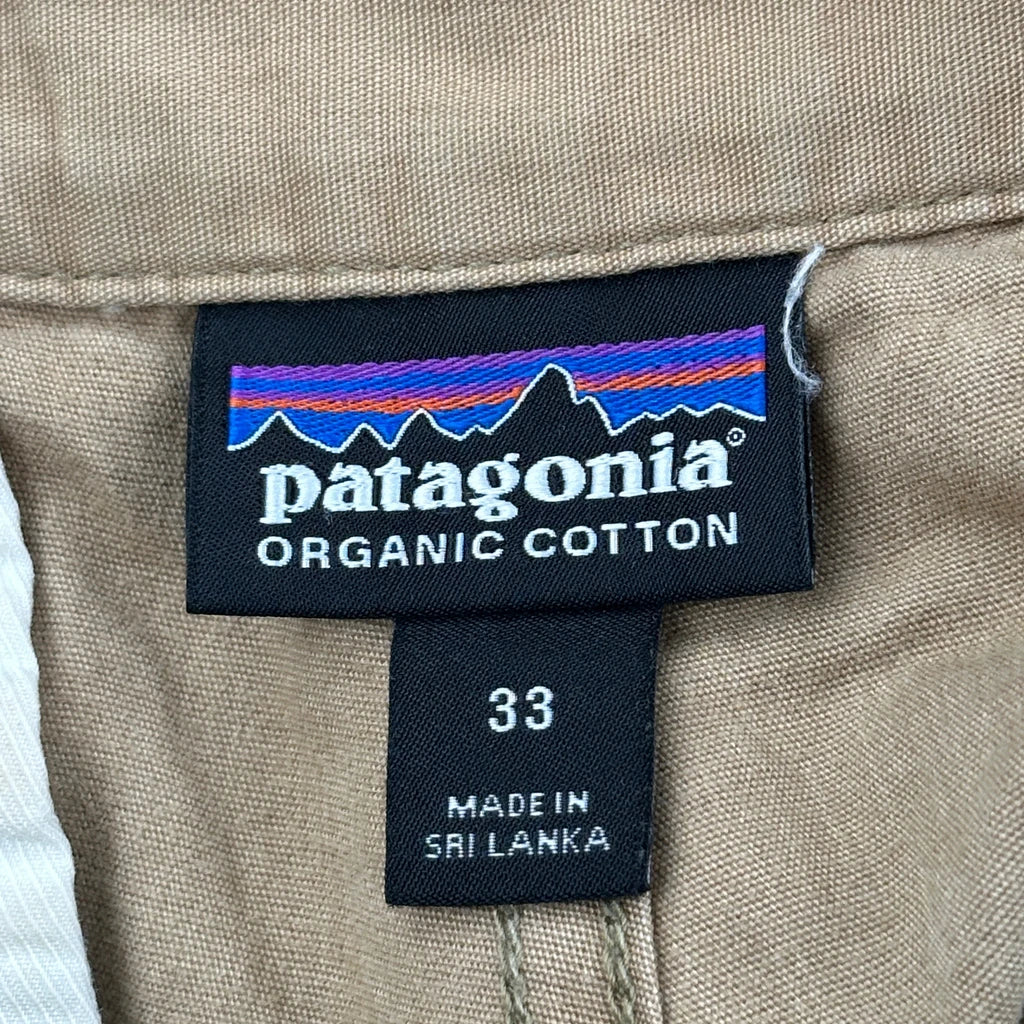 patagonia®
ORGANIC COTTON
33
MADE IN
SRI LANKA